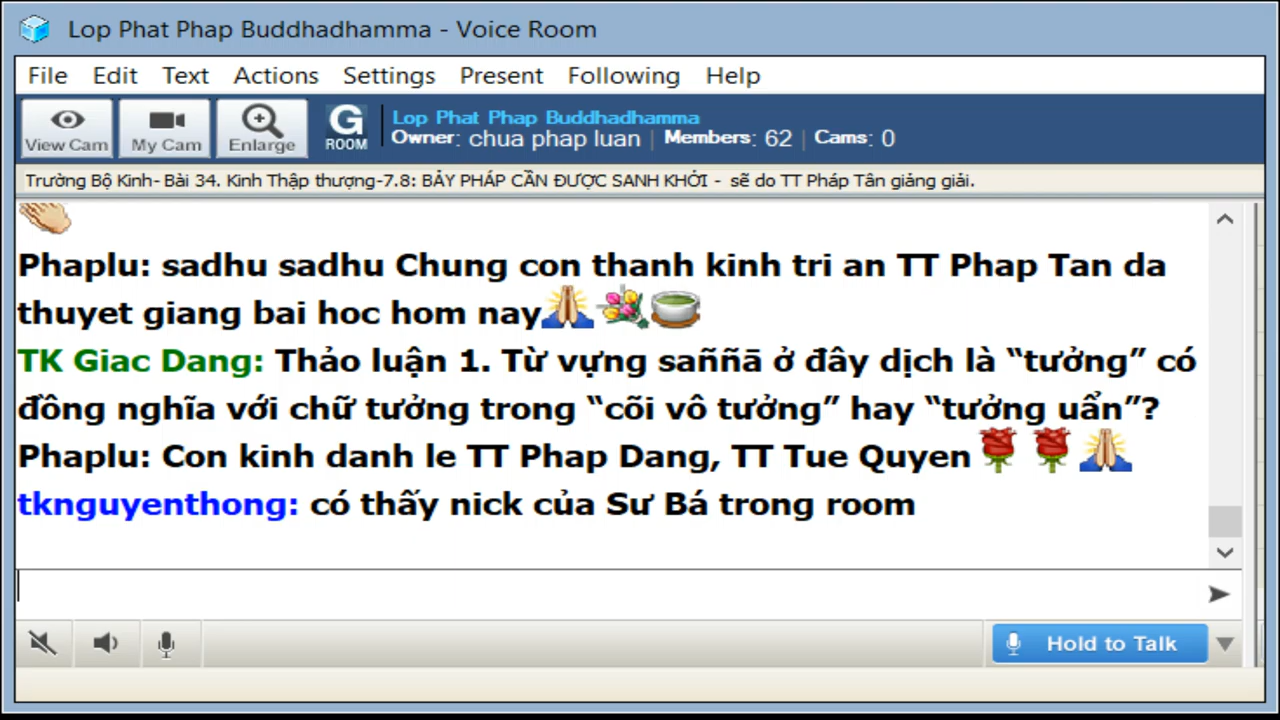 Lop Phat Phap Buddhadhamma - Voice Room
File Edit Text Actions Settings Present Following Help
View Cam My Cam Enlarge G ROOM Lop Phat Phap Buddhadhamma
Owner: chua phap luan | Members: 62 | Cams: 0
Trường Bộ Kinh- Bài 34. Kinh Thập thượng-7.8: BẢY PHÁP CẦN ĐƯỢC SANH KHỞI - sẽ do TT Pháp Tân giảng giải.
Phaplu: sadhu sadhu Chung con thanh kinh tri an TT Phap Tan da
thuyet giang bai hoc hom nay
TK Giac Dang: Thảo luận 1. Từ vựng saññā ở đây dịch là “tưởng” có
đồng nghĩa với chữ tưởng trong “cõi vô tưởng” hay “tưởng uẩn”?
Phaplu: Con kinh danh le TT Phap Dang, TT Tue Quyen
tknguyenthong: có thấy nick của Sư Bá trong room
Hold to Talk